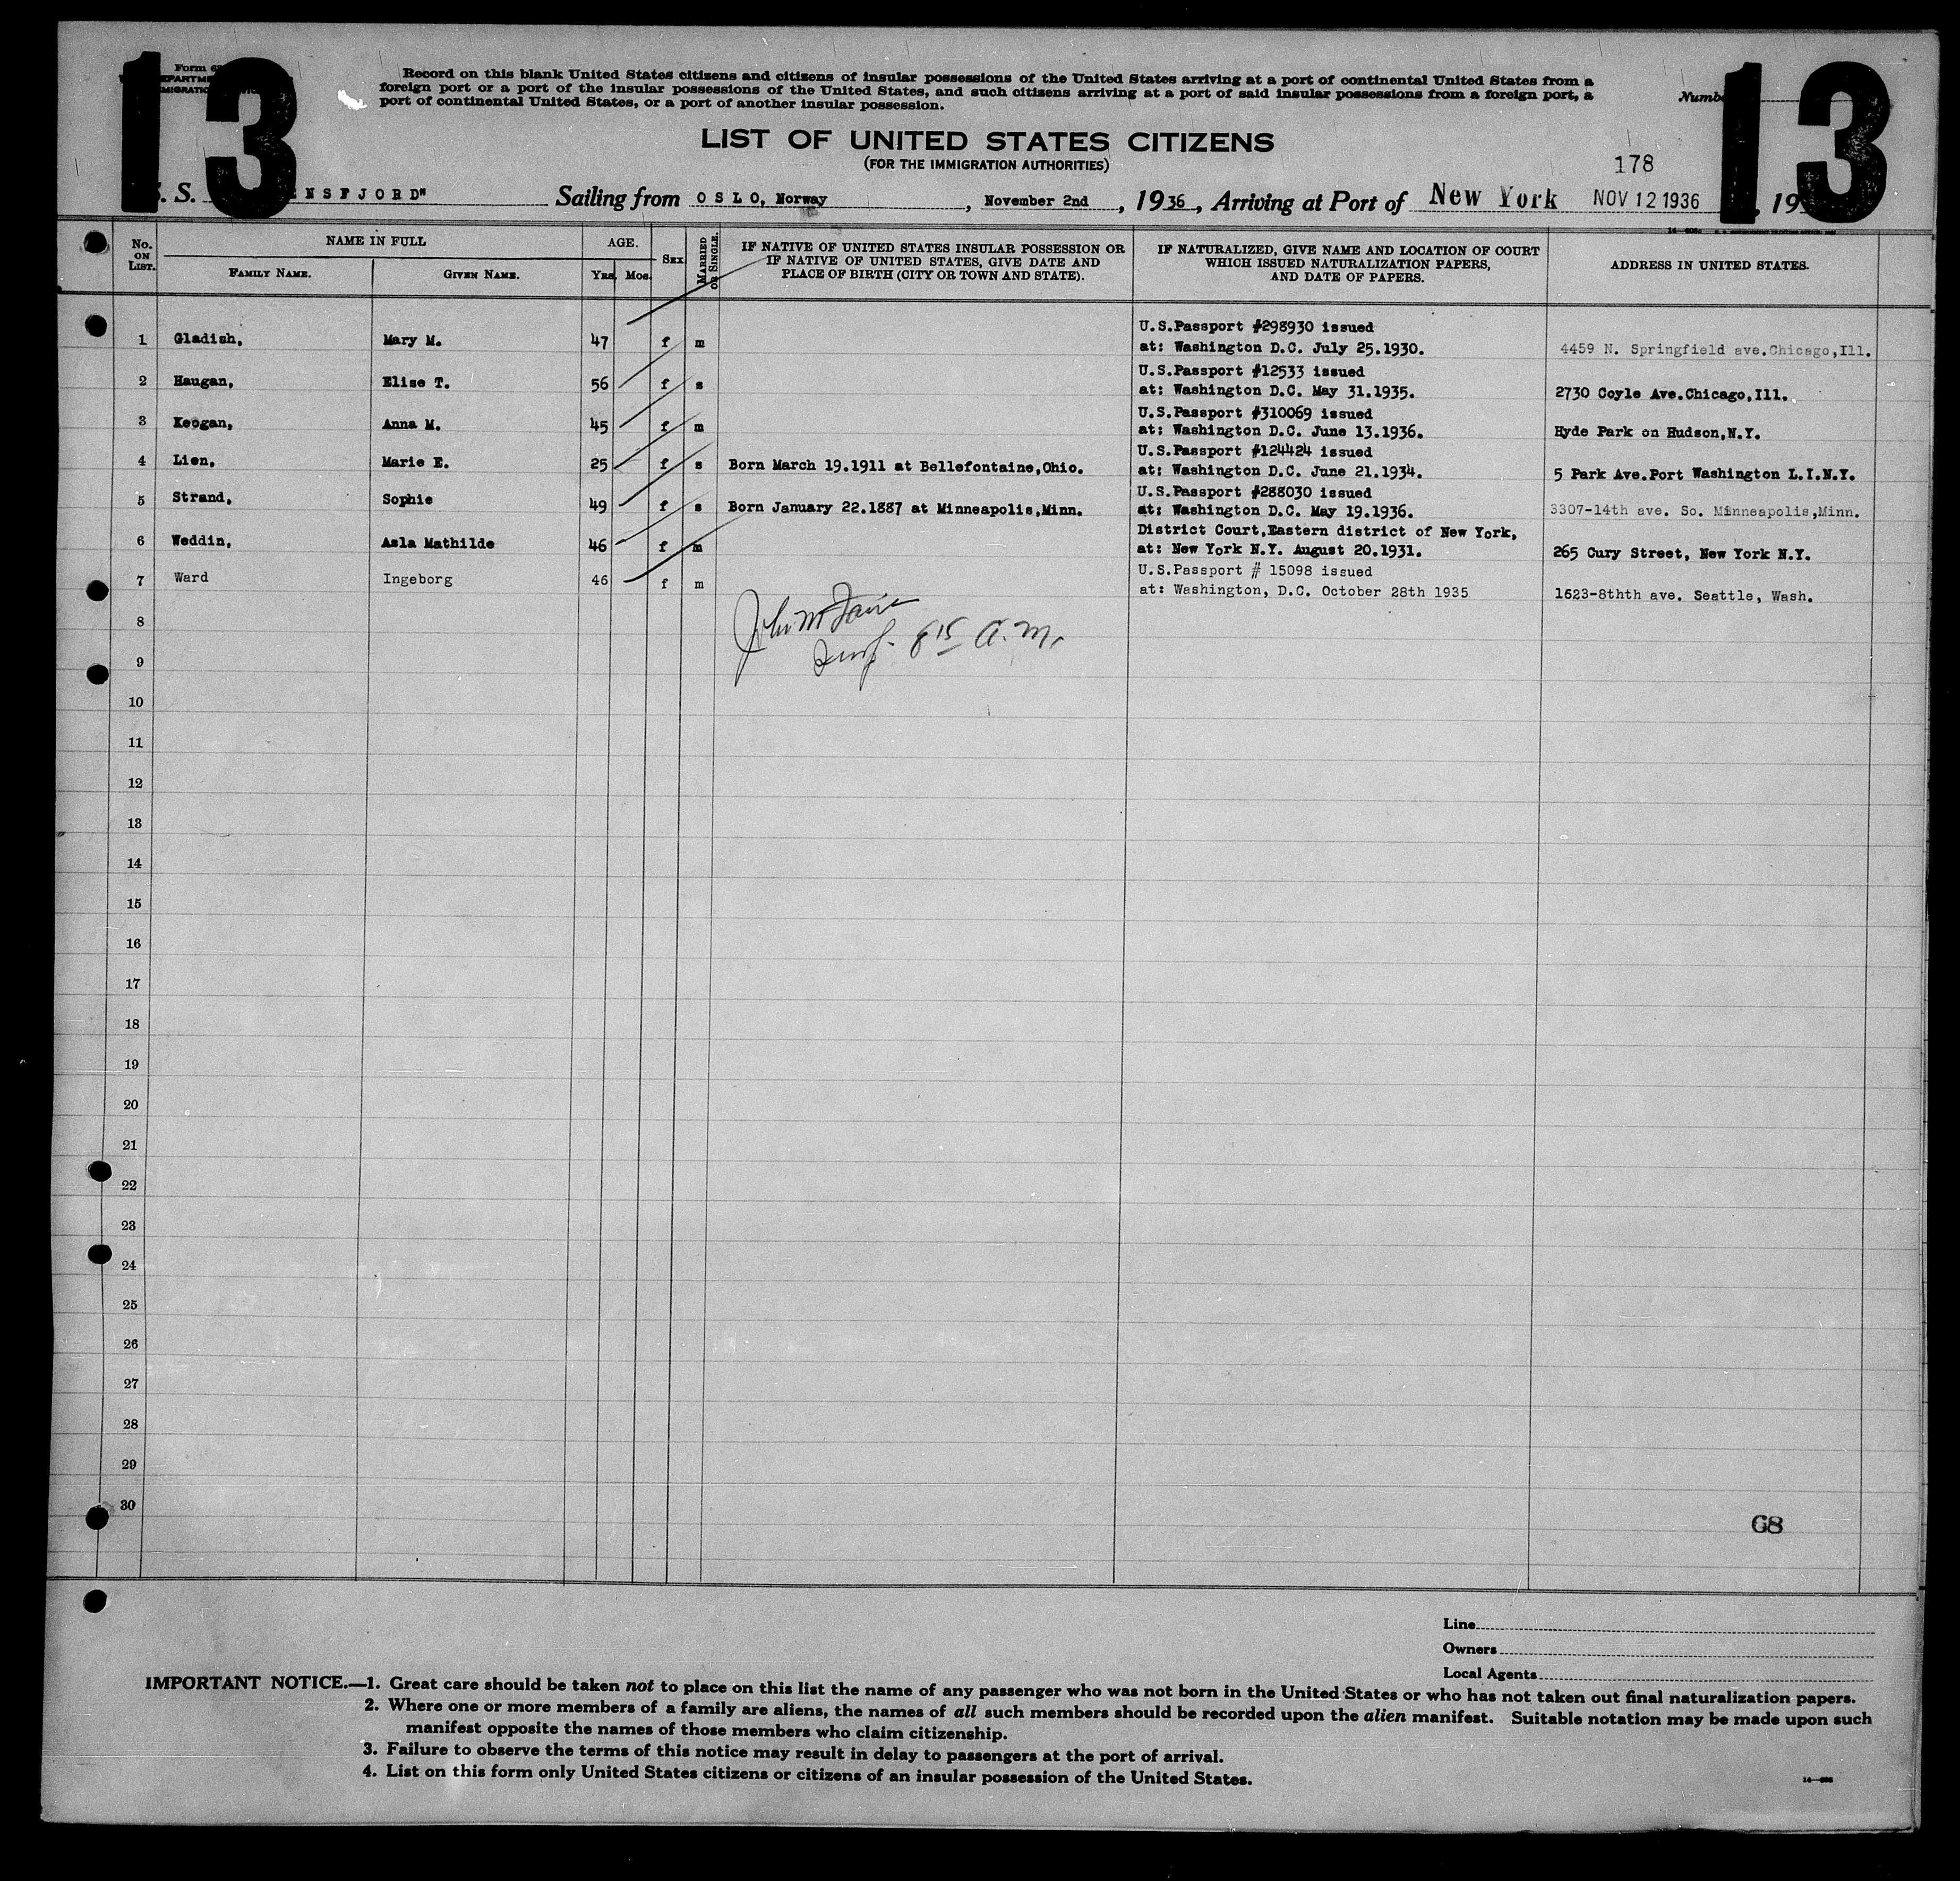 13
13
Form 6
Record on this blank United States citizens and citizens of insular possessions of the United States arriving at a port of continental United States from a
foreign port or a port of the insular possessions of the United States, and such citizens arriving at a port of said insular possessions from a foreign port, a
port of continental United States, or a port of another insular possession.
LIST OF UNITED STATES CITIZENS
(FOR THE IMMIGRATION AUTHORITIES)
178
S. NSFJORD" Sailing from OSLO, Norway, November 2nd, 1936, Arriving at Port of New York NOV 12 1936, 19
No. ON LIST.
NAME IN FULL
FAMILY NAME. GIVEN NAME.
AGE.
Yrs. Mos.
SEX
MARRIED OR SINGLE.
IF NATIVE OF UNITED STATES INSULAR POSSESSION OR
IF NATIVE OF UNITED STATES, GIVE DATE AND
PLACE OF BIRTH (CITY OR TOWN AND STATE).
IF NATURALIZED, GIVE NAME AND LOCATION OF COURT
WHICH ISSUED NATURALIZATION PAPERS,
AND DATE OF PAPERS.
ADDRESS IN UNITED STATES.
U.S.Passport #298930 issued
1 Gladish, Mary M. 47 f m at: Washington D.C. July 25.1930. 4459 N. Springfield ave.Chicago,Ill.
U.S.Passport #12533 issued
2 Haugan, Elise T. 56 f s at: Washington D.C. May 31.1935. 2730 Coyle Ave.Chicago,Ill.
U.S.Passport #310069 issued
3 Keogan, Anna M. 45 f m at: Washington D.C. June 13.1936. Hyde Park on Hudson,N.Y.
U.S.Passport #124424 issued
4 Lien, Marie E. 25 f s Born March 19.1911 at Bellefontaine,Ohio. at: Washington D.C. June 21.1934. 5 Park Ave.Port Washington L.I.N.Y.
U.S.Passport #288030 issued
5 Strand, Sophie 49 f s Born January 22.1887 at Minneapolis,Minn. at: Washington D.C. May 19.1936. 3307-14th ave. So. Minneapolis,Minn.
District Court,Eastern district of New York,
6 Weddin, Asla Mathilde 46 f m at: New York N.Y. August 20.1931. 265 Cury Street, New York N.Y.
U.S.Passport # 15098 issued
7 Ward Ingeborg 46 f m at: Washington, D.C. October 28th 1935 1623-8thth ave. Seattle, Wash.
8
9
10
11
12
13
14
15
16
17
18
19
20
21
22
23
24
25
26
27
28
29
30
G8
Line
Owners
Local Agents
IMPORTANT NOTICE.—1. Great care should be taken not to place on this list the name of any passenger who was not born in the United States or who has not taken out final naturalization papers.
2. Where one or more members of a family are aliens, the names of all such members should be recorded upon the alien manifest. Suitable notation may be made upon such
manifest opposite the names of those members who claim citizenship.
3. Failure to observe the terms of this notice may result in delay to passengers at the port of arrival.
4. List on this form only United States citizens or citizens of an insular possession of the United States.